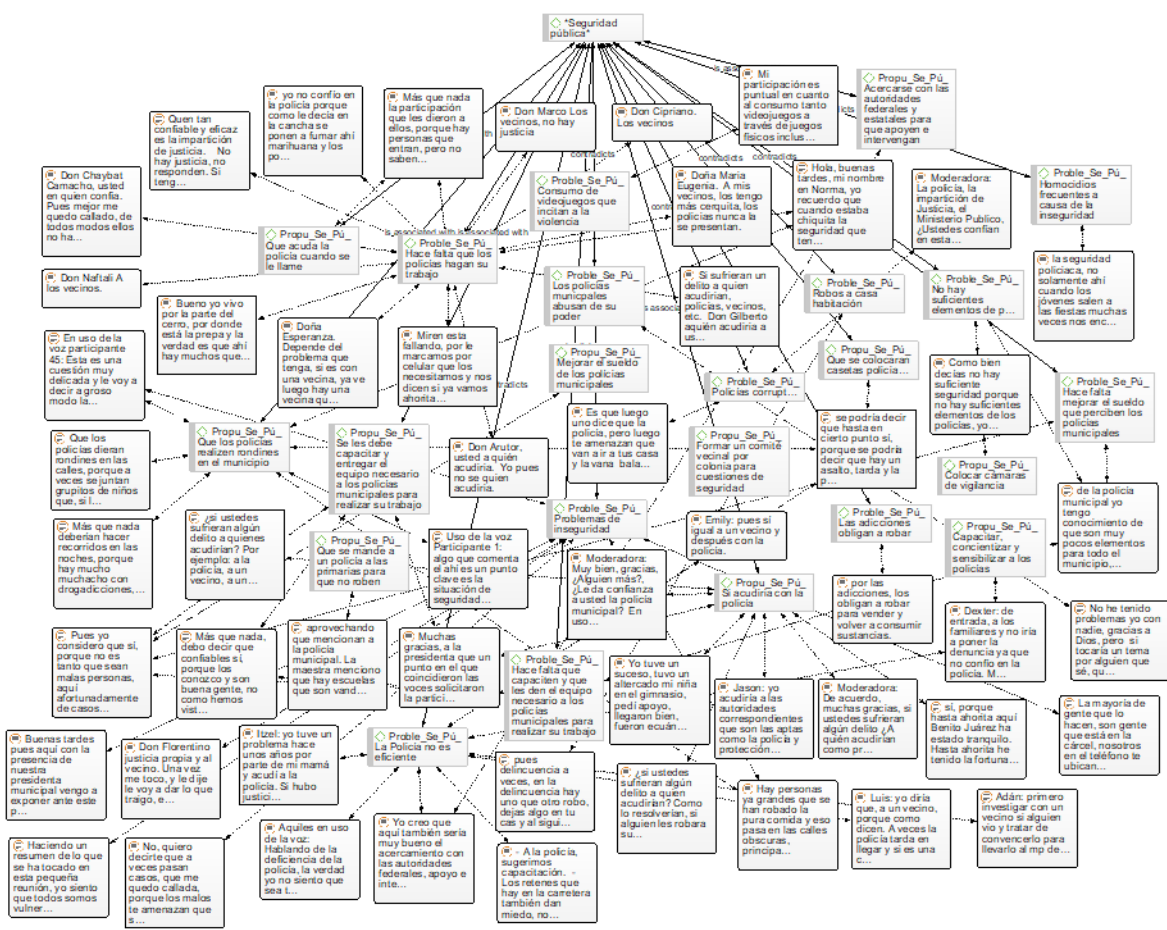 *Seguridad
pública*
is_asso
Mi
participación es
puntual en cuanto
al consumo tanto
videojuegos a
través de juegos
físicos inclus...
Propu_Se_Pú_
Acercarse con las
autoridades
federales y
estatales para
que apoyen e
intervengan
yo no confío en
la policía porque
como le decía en
la cancha se
ponen a fumar ahí
marihuana y los
po...
Más que nada
la participación
que les dieron a
ellos, porque hay
personas que
entran, pero no
saben...
Don Marco Los
vecinos, no hay
justicia
Don Cipriano.
Los vecinos
Quen tan
confiable y eficaz
es la impartición
de justicia. No
hay justicia, no
responden. Si
teng...
contradicts
contradicts
contradicts
Don Chaybat
Camacho, usted
en quien confía.
Pues mejor me
quedo callado, de
todos modos ellos
no ha...
Proble_Se_Pú_
Consumo de
videojuegos que
incitan a la
violencia
Doña María
Eugenia. A mis
vecinos, los tengo
más cerquita, los
policías nunca la
se presentan.
Hola, buenas
tardes, mi nombre
en Norma, yo
recuerdo que
cuando estaba
chiquita la
seguridad que
ten...
Moderadora:
La policía, la
impartición de
Justicia, el
Ministerio Publico,
¿Ustedes confían
en esta...
Proble_Se_Pú_
Homocidios
frecuentes a
causa de la
inseguridad
Propu_Se_Pú_
Que acuda la
policía cuando se
le llame
is_associated with is_associated with
Proble_Se_Pú_
Hace falta que los
policías hagan su
trabajo
Don Naftali A
los vecinos.
Bueno yo vivo
por la parte del
cerro, por donde
está la prepa y la
verdad es que ahí
hay muchos que...
Proble_Se_Pú_
Los policías
municpales
abusan de su
poder
Si sufrieran un
delito a quien
acudirían,
policías, vecinos,
etc. Don Gilberto
aquién acudiría a
us...
Proble_Se_Pú_
Robos a casa
habitación
Proble_Se_Pú_
No hay
suficientes
elementos de p...
la seguridad
policiaca, no
solamente ahí
cuando los
jóvenes salen a
las fiestas muchas
veces nos enc...
En uso de la
voz participante
45: Esta es una
cuestión muy
delicada y le voy a
decir a groso
modo la...
Doña
Esperanza.
Depende del
problema que
tenga, si es con
una vecina, ya ve
luego hay una
vecina qu...
Miren esta
fallando, por le
marcamos por
celular que los
necesitamos y nos
dicen si ya vamos
ahorita...
Propu_Se_Pú_
Mejorar el sueldo
de los policías
municipales
Propu_Se_Pú_
Que se colocaran
casetas policia...
Proble_Se_Pú_
Policías corrupt...
Como bien
decías no hay
suficiente
seguridad porque
no hay suficientes
elementos de los
policías, yo...
Proble_Se_Pú_
Hace falta
mejorar el sueldo
que perciben los
policías
municipales
Que los
policías dieran
rondines en las
calles, porque a
veces se juntan
grupitos de niños
que, si l...
Propu_Se_Pú_
Que los policías
realizen rondines
en el municipio
Propu_Se_Pú_
Se les debe
capacitar y
entregar el
equipo necesario
a los policías
municipales para
realizar su trabajo
Don Arutor,
usted a quién
acudiria. Yo pues
no se quien
acudiria.
Es que luego
uno dice que la
policía, pero luego
te amenazan que
van air a tus casa
y la vana bala...
Propu_Se_Pú_
Formar un comité
vecinal por
colonia para
cuestiones de
seguridad
se podría decir
que hasta en
cierto punto sí,
porque se podría
decir que hay un
asalto, tarda y la
p...
Propu_Se_Pú_
Colocar cámaras
de vigilancia
de la policía
municipal yo
tengo
conocimiento de
que son muy
pocos elementos
para todo el
municipio,...
Más que nada
deberían hacer
recorridos en las
noches, porque
hay mucho
muchacho con
drogadicciones,...
¿si ustedes
sufrieran algún
delito a quienes
acudirían? Por
ejemplo: a la
policía, a un
vecino, a un...
Propu_Se_Pú_
Que se mande a
un policía a las
primarias para
que no roben
Uso de la voz
Participante 1:
algo que comenta
el ahí es un punto
clave es la
situación de
seguridad...
Proble_Se_Pú_
Problemas de
inseguridad
Emily: pues sí
igual a un vecino y
después con la
policía.
Proble_Se_Pú_
Las adicciones
obligan a robar
Propu_Se_Pú_
Capacitar,
concientizar y
sensibilizar a los
policías
Moderadora:
Muy bien, gracias,
¿Alguien más?,
¿Le da confianza
a usted la policía
municipal? En
uso...
Propu_Se_Pú_
Si acudiría con la
policía
por las
adicciones, los
obligan a robar
para vender y
volver a consumir
sustancias.
Dexter: de
entrada, a los
familiares y no iría
a poner la
denuncia ya que
no confío en la
policía. M...
No he tenido
problemas yo con
nadie, gracias a
Dios, pero si
tocaría un tema
por alguien que
sé, qu...
Pues yo
considero que sí,
porque no es
tanto que sean
malas personas,
aquí
afortunadamente
de casos...
Más que nada,
debo decir que
confiables sí,
porque los
conozco y son
buena gente, no
como hemos
vist...
aprovechando
que mencionan a
la policía
municipal. La
maestra menciono
que hay escuelas
que son vand...
Muchas
gracias, a la
presidenta que un
punto en el que
coincidieron las
voces solicitaron
la partici...
Proble_Se_Pú_
Hace falta que
capaciten y que
les den el equipo
necesario a los
policías
municipales para
realizar su trabajo
Yo tuve un
suceso, tuvo un
altercado mi niña
en el gimnasio,
pedí apoyo,
llegaron bien,
fueron ecuán...
Jason: yo
acudiría a las
autoridades
correspondientes
que son las aptas
como la policía y
protección...
Moderadora:
De acuerdo,
muchas gracias, si
ustedes sufrieran
algún delito ¿A
quién acudirían
como pr...
sí, porque
hasta ahorita aquí
Benito Juárez ha
estado tranquilo.
Hasta ahorita he
tenido la fortuna...
La mayoría de
gente que lo
hacen, son gente
que está en la
cárcel, nosotros
en el teléfono te
ubican...
Buenas tardes
pues aquí con la
presencia de
nuestra
presidenta
municipal vengo a
exponer ante este
p...
Don Florentino
justicia propia y al
vecino. Una vez
me toco, y le dije
le voy a dar lo que
traigo, e...
Itzel: yo tuve un
problema hace
unos años por
parte de mi mamá
y acudí a la
policía. Si hubo
justici...
Proble_Se_Pú_
La Policía no es
eficiente
pues
delincuencia a
veces, en la
delincuencia hay
uno que otro robo,
dejas algo en tu
cas y al sigui...
¿si ustedes
sufrieran algún
delito a quien
acudirían? Como
lo resolverían, si
alguien les robara
su...
Hay personas
ya grandes que se
han robado la
pura comida y eso
pasa en las calles
obscuras,
principa...
Luis: yo diría
que, a un vecino,
porque como
dicen. A veces la
policía tarda en
llegar y si es una
c...
Adán: primero
investigar con un
vecino si alguien
vio y tratar de
convencerlo para
llevarlo al mp de...
Haciendo un
resumen de lo que
se ha tocado en
esta pequeña
reunión, yo siento
que todos somos
vulner...
No, quiero
decirte que a
veces pasan
casos, que me
quedo callada,
porque los malos
te amenazan que
s...
Aquiles en uso
de la voz:
Hablando de la
deficiencia de la
policía, la verdad
yo no siento que
sea t...
Yo creo que
aquí también sería
muy bueno el
acercamiento con
las autoridades
federales, apoyo e
inte...
- A la policía,
sugerimos
capacitación. -
Los retenes que
hay en la carretera
también dan
miedo, no...